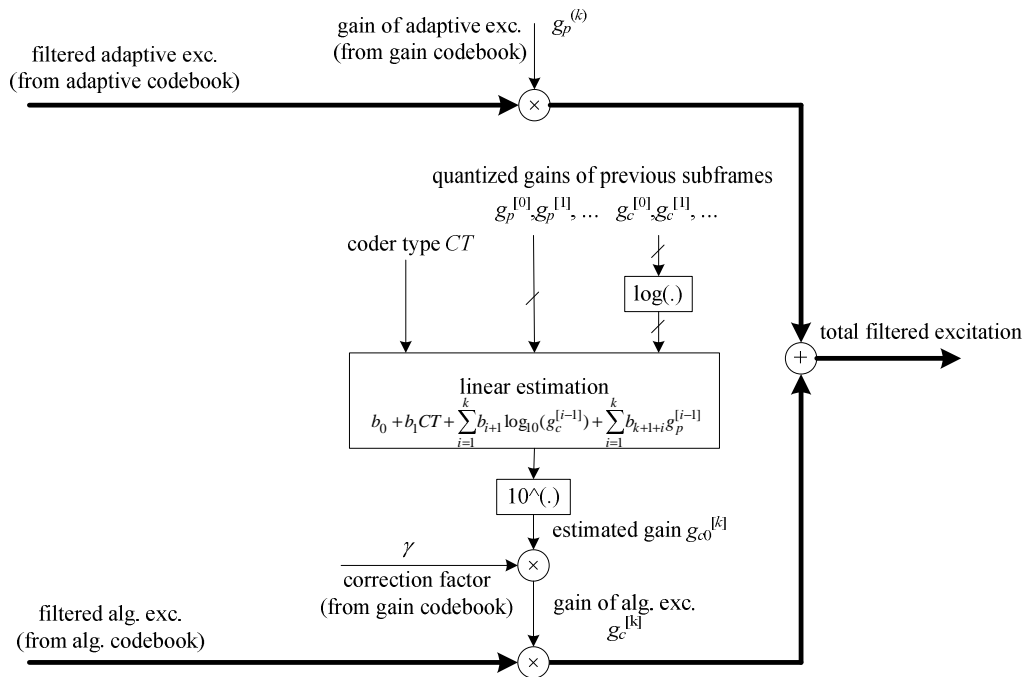 gain of adaptive exc.
(from gain codebook)
g_p^(k)
filtered adaptive exc.
(from adaptive codebook)
×
quantized gains of previous subframes
g_p^[0],g_p^[1], ... g_c^[0],g_c^[1], ...
coder type CT
log(.)
total filtered excitation
+
linear estimation
b_0 + b_1CT + ∑_{i=1}^{k} b_{i+1} log_10(g_c^[i−1]) + ∑_{i=1}^{k} b_{k+1+i} g_p^[i−1]
10^(.)
estimated gain g_c0^[k]
γ
×
correction factor
(from gain codebook)
gain of alg. exc.
g_c^[k]
filtered alg. exc.
(from alg. codebook)
×